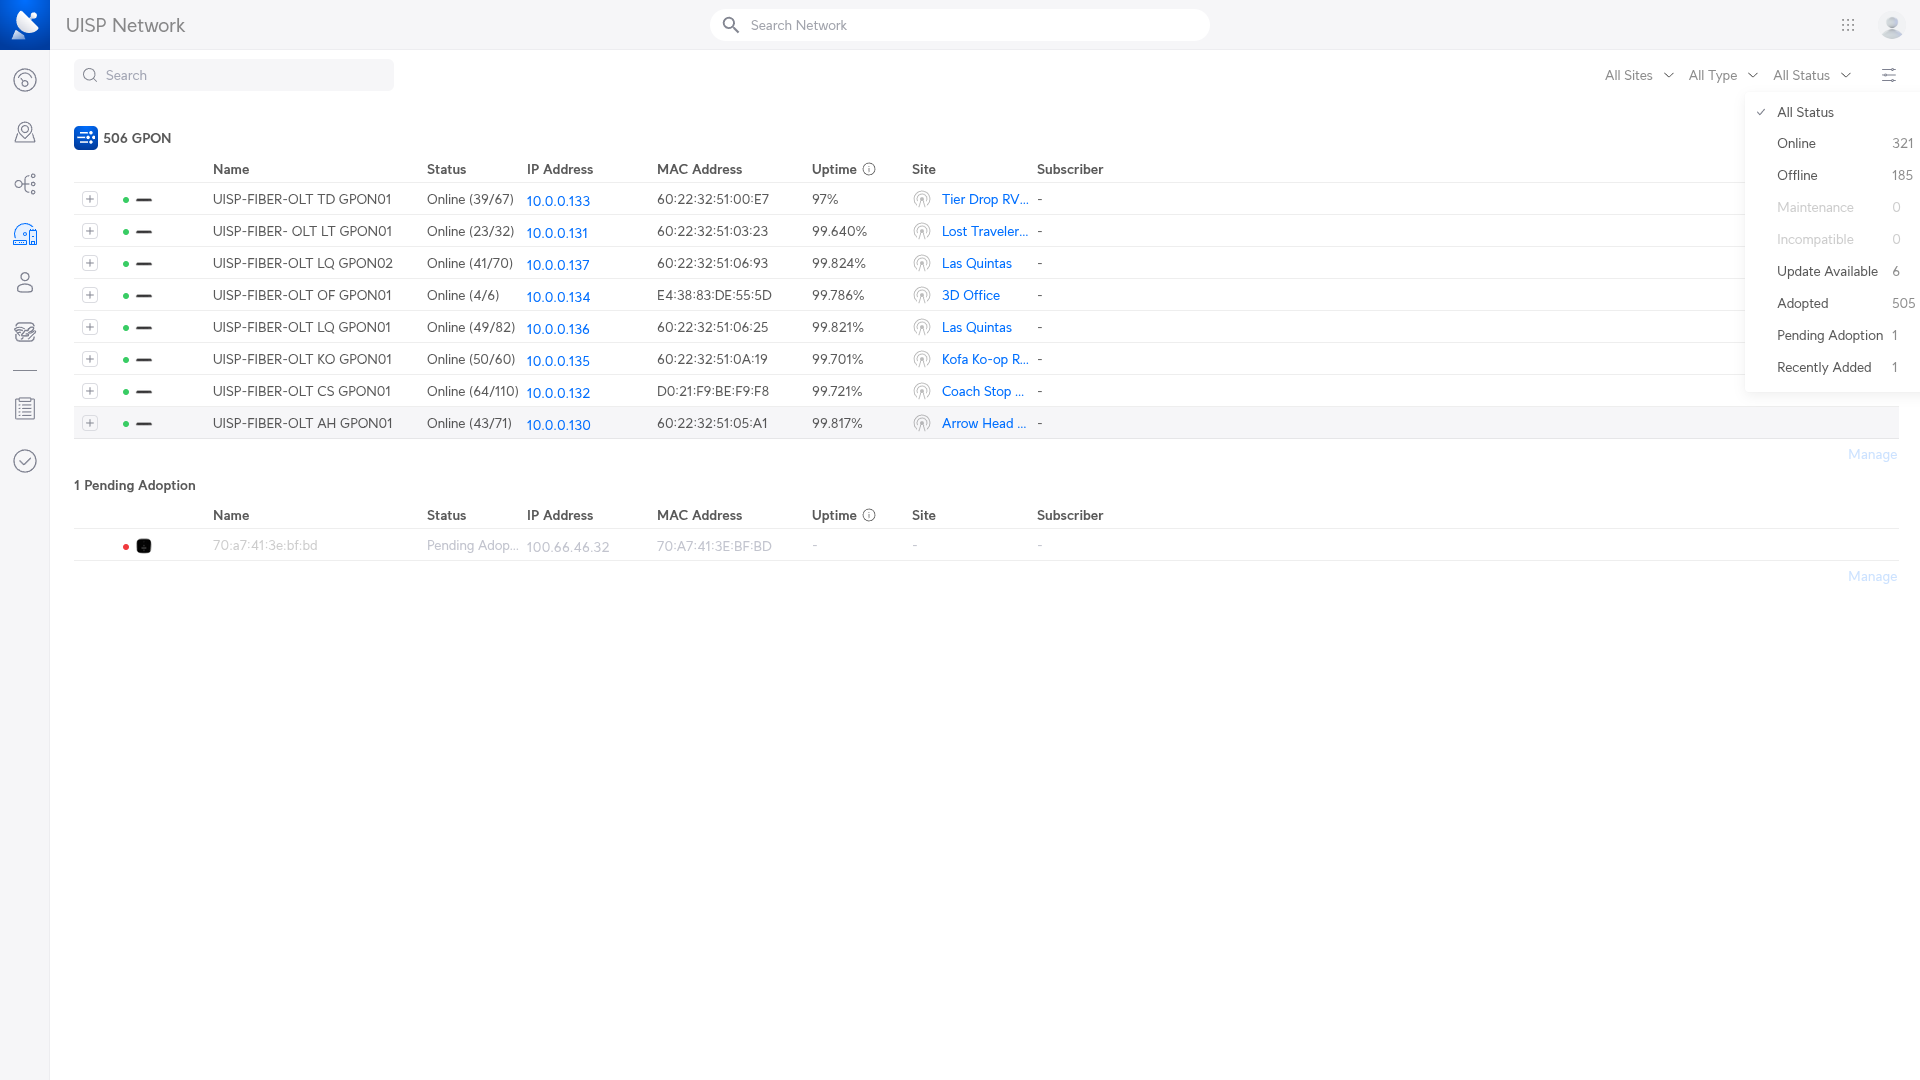 UISP Network
Search Network
Search
All Sites All Type All Status
All Status
Online 321
Offline 185
Maintenance 0
Incompatible 0
Update Available 6
Adopted 505
Pending Adoption 1
Recently Added 1
506 GPON
Name Status IP Address MAC Address Uptime Site Subscriber
UISP-FIBER-OLT TD GPON01 Online (39/67) 10.0.0.133 60:22:32:51:00:E7 97% Tier Drop RV... -
UISP-FIBER- OLT LT GPON01 Online (23/32) 10.0.0.131 60:22:32:51:03:23 99.640% Lost Traveler... -
UISP-FIBER-OLT LQ GPON02 Online (41/70) 10.0.0.137 60:22:32:51:06:93 99.824% Las Quintas -
UISP-FIBER-OLT OF GPON01 Online (4/6) 10.0.0.134 E4:38:83:DE:55:5D 99.786% 3D Office -
UISP-FIBER-OLT LQ GPON01 Online (49/82) 10.0.0.136 60:22:32:51:06:25 99.821% Las Quintas -
UISP-FIBER-OLT KO GPON01 Online (50/60) 10.0.0.135 60:22:32:51:0A:19 99.701% Kofa Ko-op R... -
UISP-FIBER-OLT CS GPON01 Online (64/110) 10.0.0.132 D0:21:F9:BE:F9:F8 99.721% Coach Stop ... -
UISP-FIBER-OLT AH GPON01 Online (43/71) 10.0.0.130 60:22:32:51:05:A1 99.817% Arrow Head ... -
Manage
1 Pending Adoption
Name Status IP Address MAC Address Uptime Site Subscriber
70:a7:41:3e:bf:bd Pending Adop... 100.66.46.32 70:A7:41:3E:BF:BD - - -
Manage